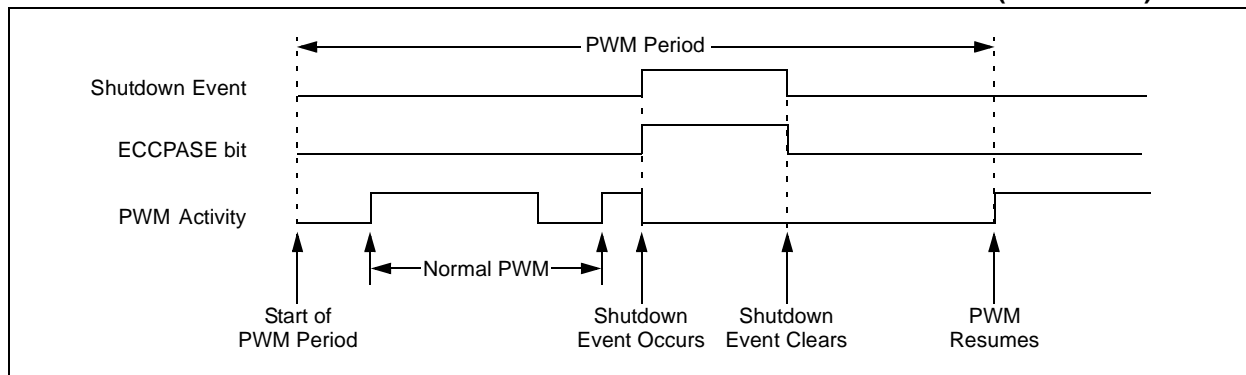 PWM Period
Shutdown Event
ECCPASE bit
PWM Activity
Normal PWM
Start of
PWM Period
Shutdown
Event Occurs
Shutdown
Event Clears
PWM
Resumes